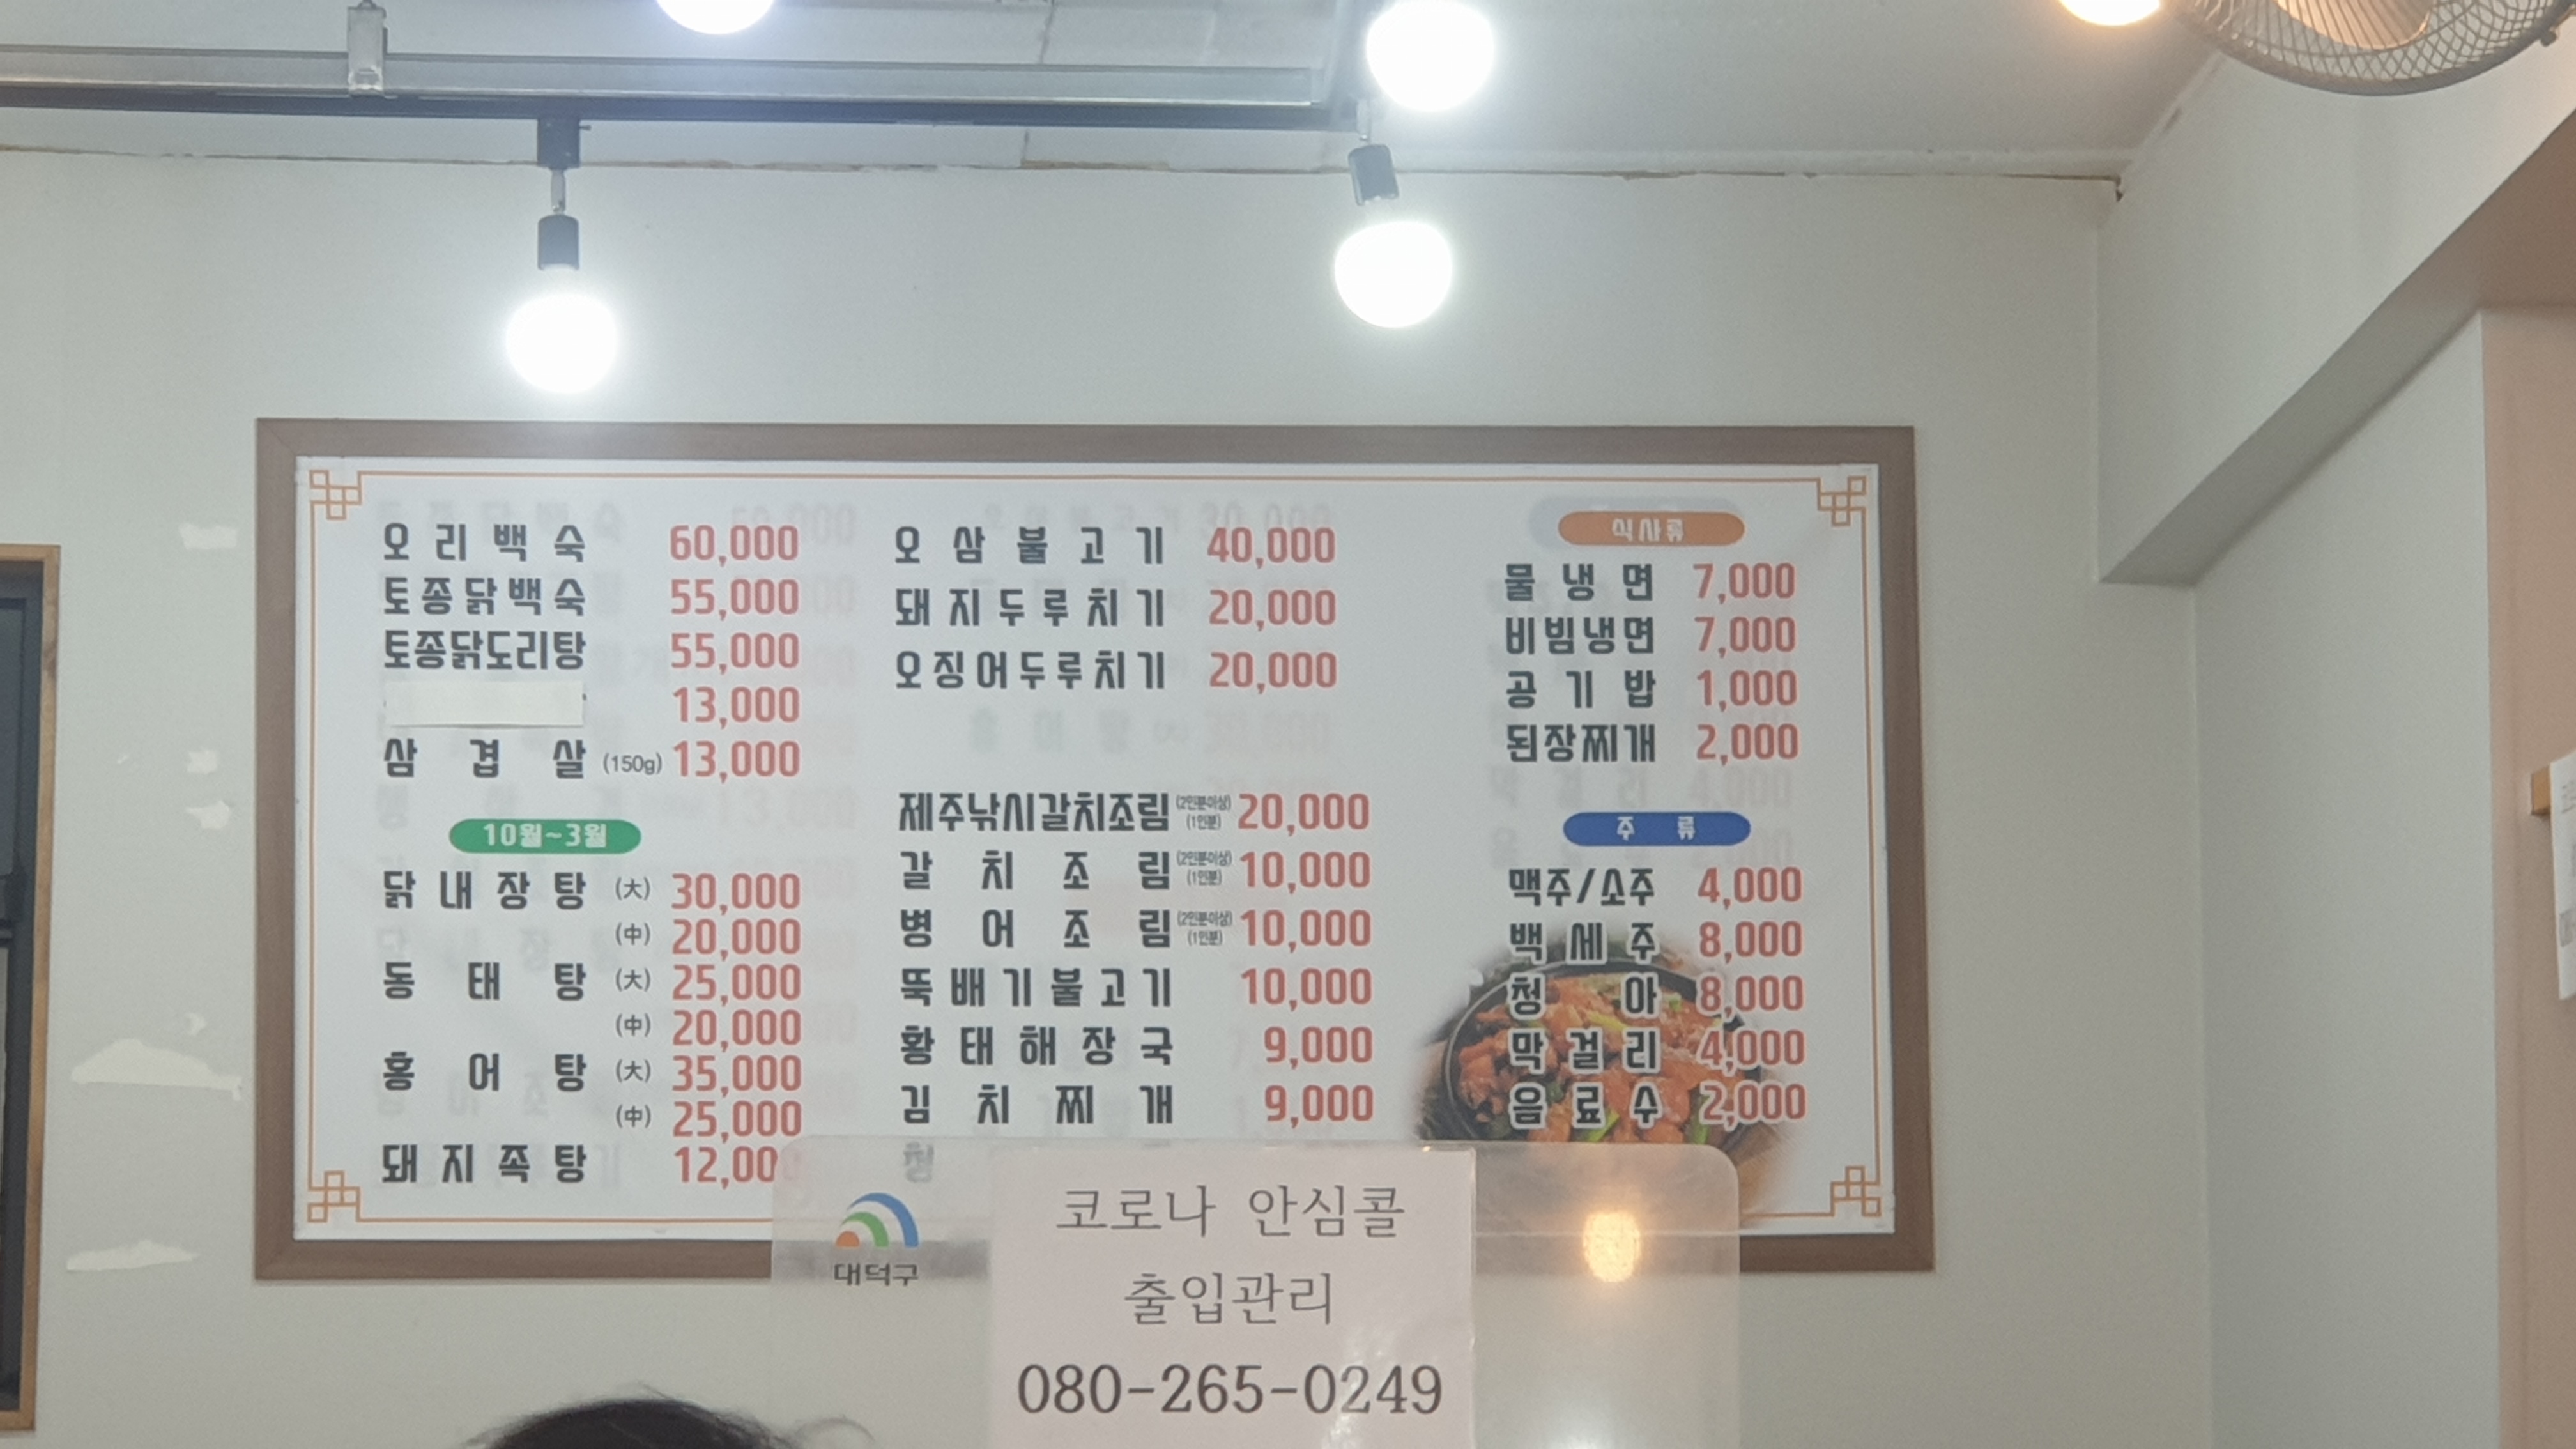 오리백숙 60,000
토종닭백숙 55,000
토종닭도리탕 55,000
13,000
삼겹살 (150g) 13,000
10월~3월
닭내장탕 (大) 30,000
(中) 20,000
동태탕 (大) 25,000
(中) 20,000
홍어탕 (大) 35,000
(中) 25,000
돼지족탕 12,000
오삼불고기 40,000
돼지두루치기 20,000
오징어두루치기 20,000
제주낚시갈치조림 (2인분이상) (1인분) 20,000
갈치조림 (2인분이상) (1인분) 10,000
병어조림 (2인분이상) (1인분) 10,000
뚝배기불고기 10,000
황태해장국 9,000
김치찌개 9,000
청
식사류
물냉면 7,000
비빔냉면 7,000
공기밥 1,000
된장찌개 2,000
주류
맥주/소주 4,000
백세주 8,000
청아 8,000
막걸리 4,000
음료수 2,000
대덕구
코로나 안심콜
출입관리
080-265-0249